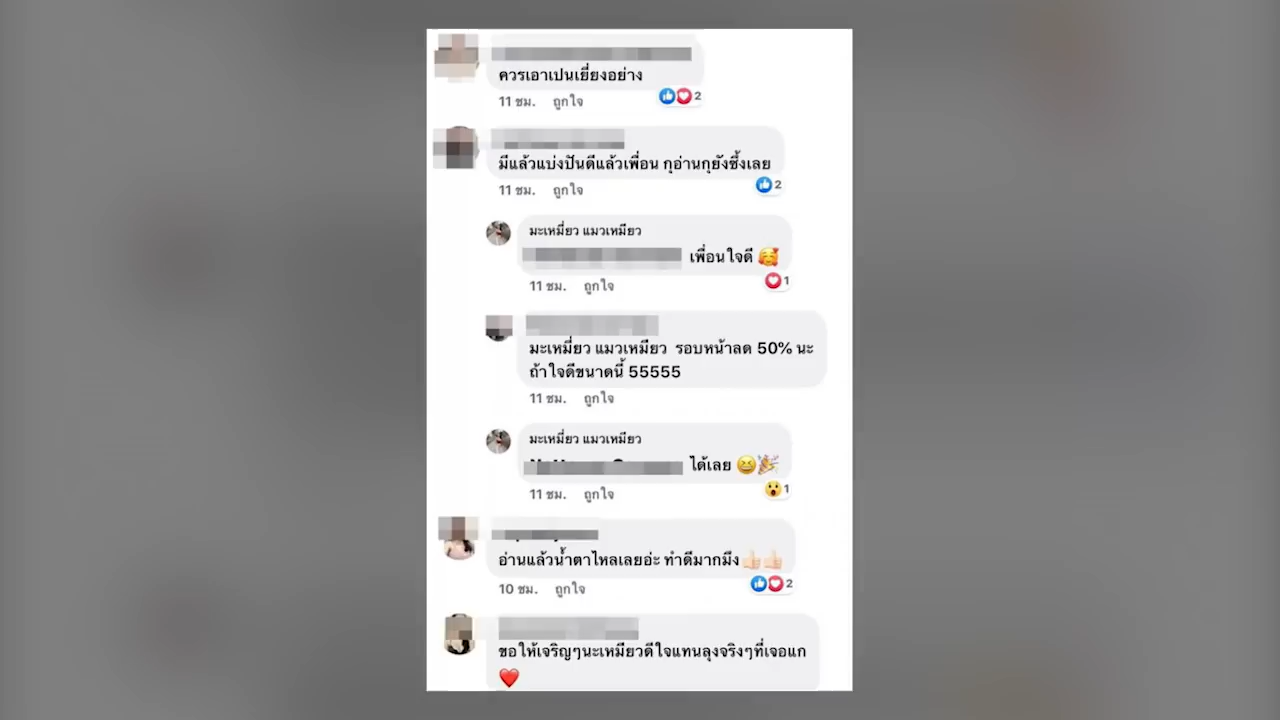 ควรเอาเปนเยี่ยงอย่าง
11 ชม. ถูกใจ
2
มีแล้วแบ่งปันดีแล้วเพื่อน กุอ่านกุยังซึ้งเลย
11 ชม. ถูกใจ
2
มะเหมี่ยว แมวเหมียว
เพื่อนใจดี 🥰
11 ชม. ถูกใจ
1
มะเหมี่ยว แมวเหมียว รอบหน้าลด 50% นะ
ถ้าใจดีขนาดนี้ 55555
11 ชม. ถูกใจ
มะเหมี่ยว แมวเหมียว
ได้เลย 😆🎉
11 ชม. ถูกใจ
1
อ่านแล้วน้ำตาไหลเลยอ่ะ ทำดีมากมึง👍🏻👍🏻
10 ชม. ถูกใจ
2
ขอให้เจริญๆนะเหมียวดีใจแทนลุงจริงๆที่เจอแก
❤️